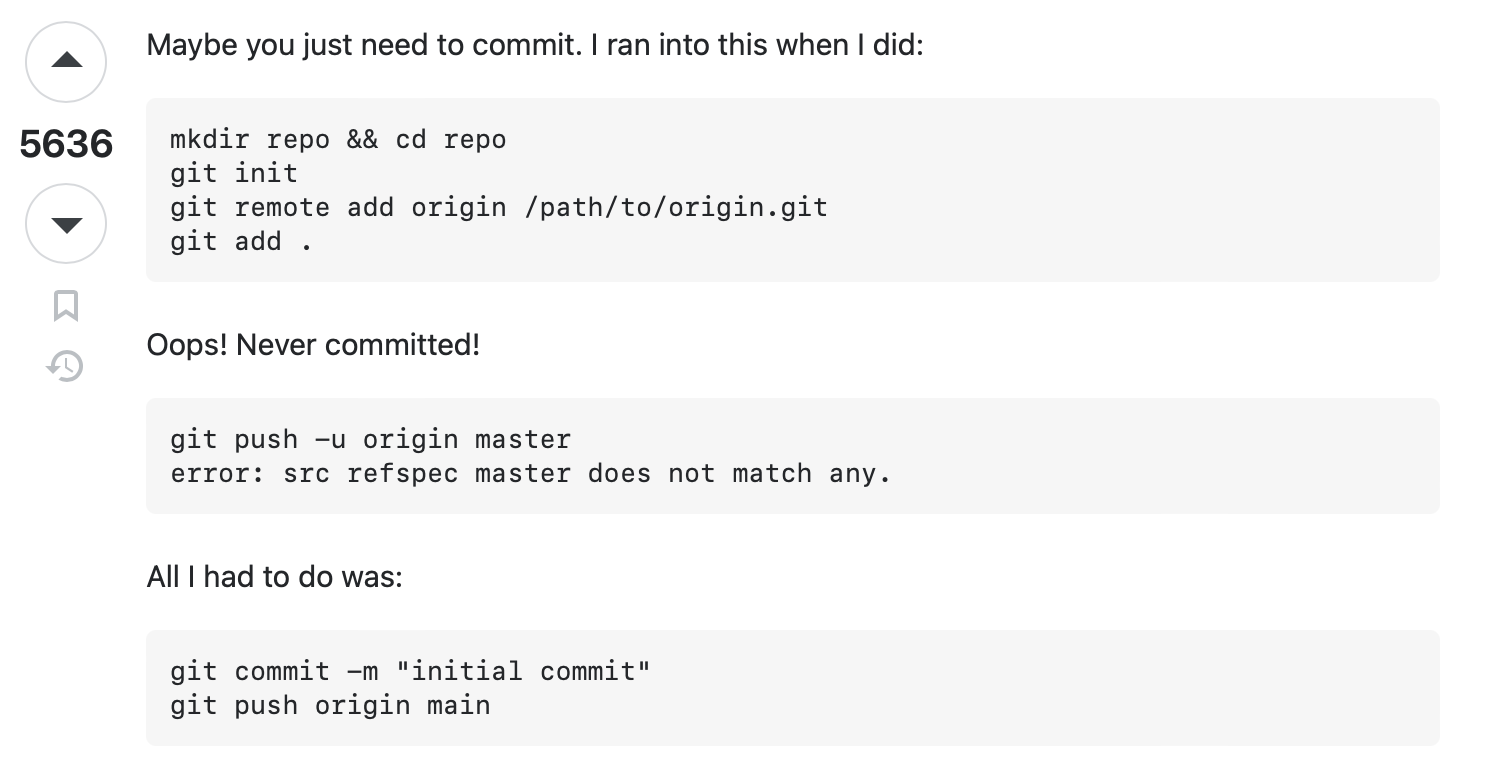 Maybe you just need to commit. I ran into this when I did:
5636
mkdir repo && cd repo
git init
git remote add origin /path/to/origin.git
git add .
Oops! Never committed!
git push -u origin master
error: src refspec master does not match any.
All I had to do was:
git commit -m "initial commit"
git push origin main